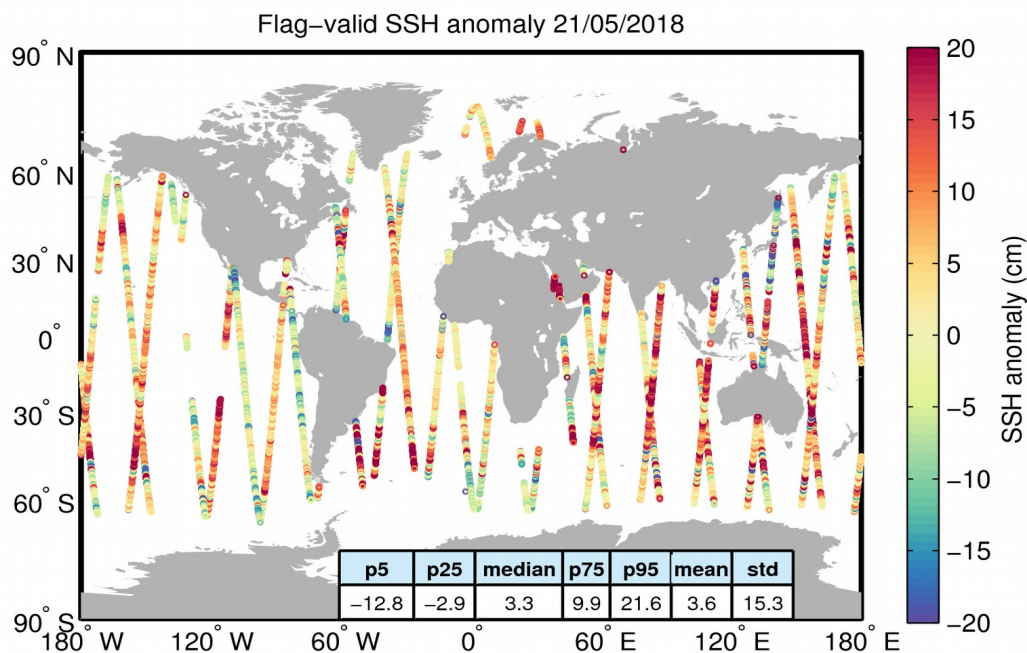 Flag−valid SSH anomaly 21/05/2018
90° N
60° N
30° N
0°
30° S
60° S
90° S
180° W
120° W
60° W
0°
60° E
120° E
180° E
p5 p25 median p75 p95 mean std
−12.8 −2.9 3.3 9.9 21.6 3.6 15.3
20
15
10
5
0
−5
−10
−15
−20
SSH anomaly (cm)